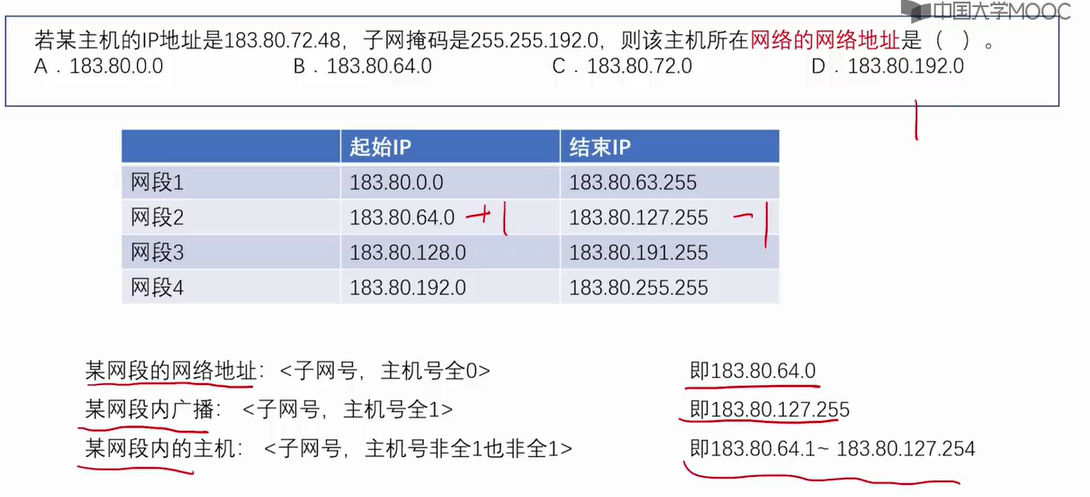 中国大学MOOC
若某主机的IP地址是183.80.72.48，子网掩码是255.255.192.0，则该主机所在网络的网络地址是（ ）。
A．183.80.0.0 B．183.80.64.0 C．183.80.72.0 D．183.80.192.0
起始IP 结束IP
网段1 183.80.0.0 183.80.63.255
网段2 183.80.64.0 +1 183.80.127.255 -1
网段3 183.80.128.0 183.80.191.255
网段4 183.80.192.0 183.80.255.255
某网段的网络地址：<子网号，主机号全0> 即183.80.64.0
某网段内广播：<子网号，主机号全1> 即183.80.127.255
某网段内的主机：<子网号，主机号非全1也非全1> 即183.80.64.1~ 183.80.127.254